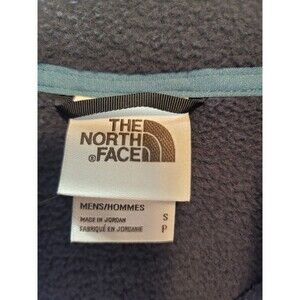 THE
NORTH
®FACE
MENS/HOMMES
MADE IN JORDAN S
FABRIQUÉ EN JORDANIE P